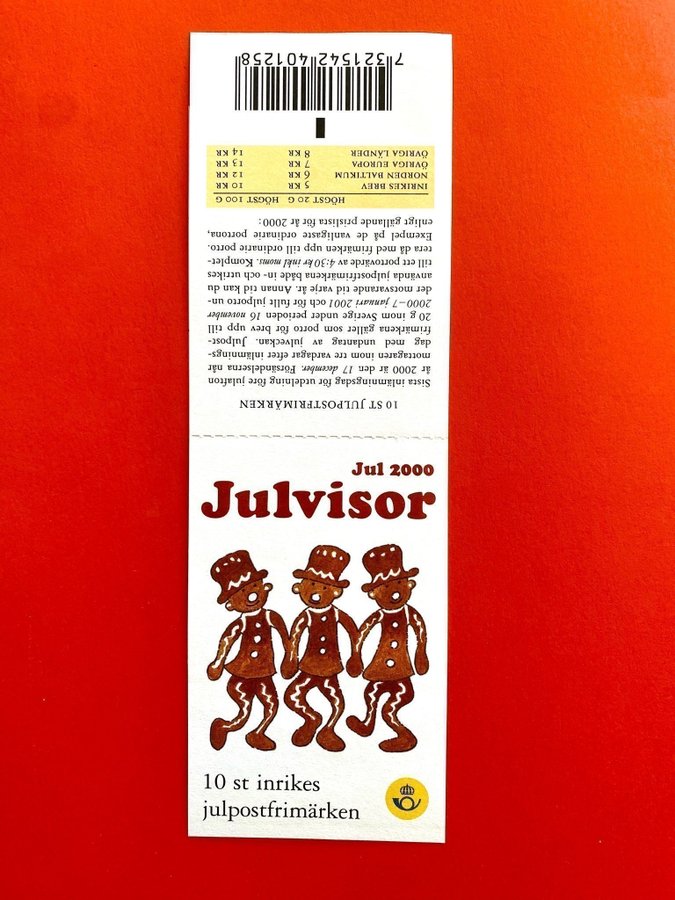 Jul 2000
Julvisor
10 st inrikes
julpostfrimärken
10 ST JULPOSTFRIMÄRKEN
Sista inlämningsdag för utdelning före julafton
år 2000 är den 17 december. Försändelserna når
mottagaren inom tre vardagar efter inlämnings-
dag med undantag av julveckan. Julpost-
frimärkena gäller som porto för brev upp till
20 g inom Sverige under perioden 16 november
2000–7 januari 2001 och för fullt julporto un-
der motsvarande tid varje år. Annan tid kan du
använda julpostfrimärkena både in- och utrikes
till ett portovärde av 4:30 kr inkl moms. Komplet-
tera då med frimärken upp till ordinarie porto.
Exempel på de vanligaste ordinarie portona,
enligt gällande prislista för år 2000:
HÖGST 20 G HÖGST 100 G
INRIKES BREV 5 KR 10 KR
NORDEN BALTIKUM 6 KR 12 KR
ÖVRIGA EUROPA 7 KR 13 KR
ÖVRIGA LÄNDER 8 KR 14 KR
7 321542 401258